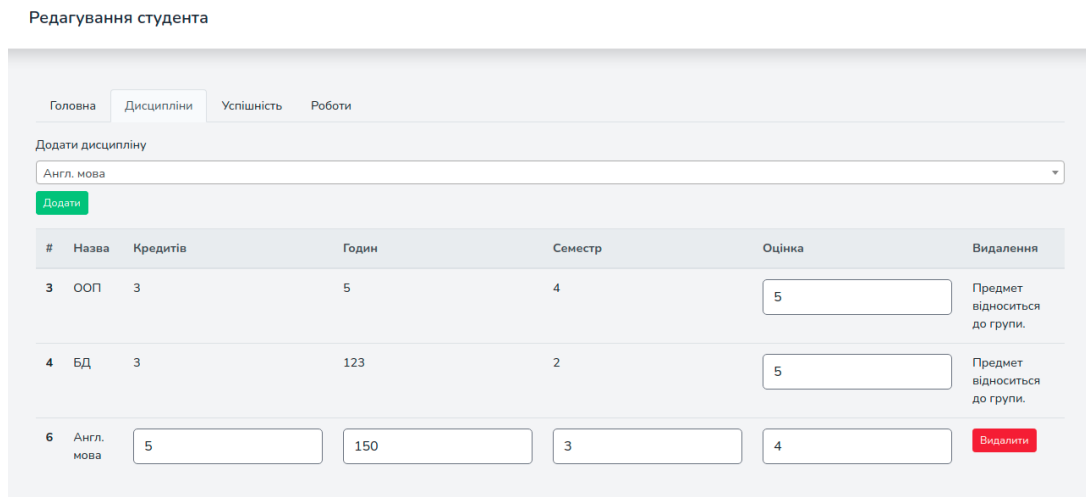 Редагування студента
Головна Дисципліни Успішність Роботи
Додати дисципліну
Англ. мова
Додати
# Назва Кредитів Годин Семестр Оцінка Видалення
3 ООП 3 5 4 5 Предмет
відноситься
до групи.
4 БД 3 123 2 5 Предмет
відноситься
до групи.
6 Англ. 5 150 3 4 Видалити
мова